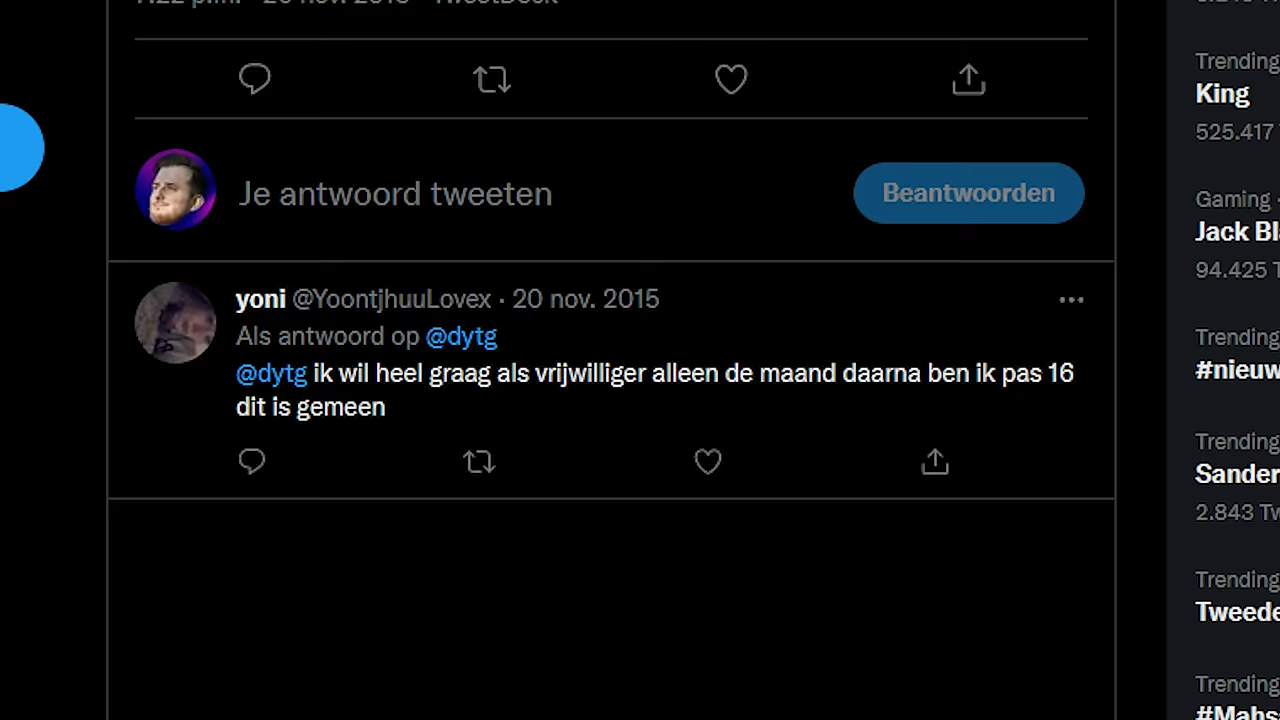 Trending
King
525.417
Je antwoord tweeten
Beantwoorden
Gaming ·
Jack Bl
94.425 T
yoni @YoontjhuuLovex · 20 nov. 2015
Als antwoord op @dytg
@dytg ik wil heel graag als vrijwilliger alleen de maand daarna ben ik pas 16
dit is gemeen
Trending
#nieuw
Trending
Sander
2.843 Tw
Trending
Tweede
Trending
#Mahs